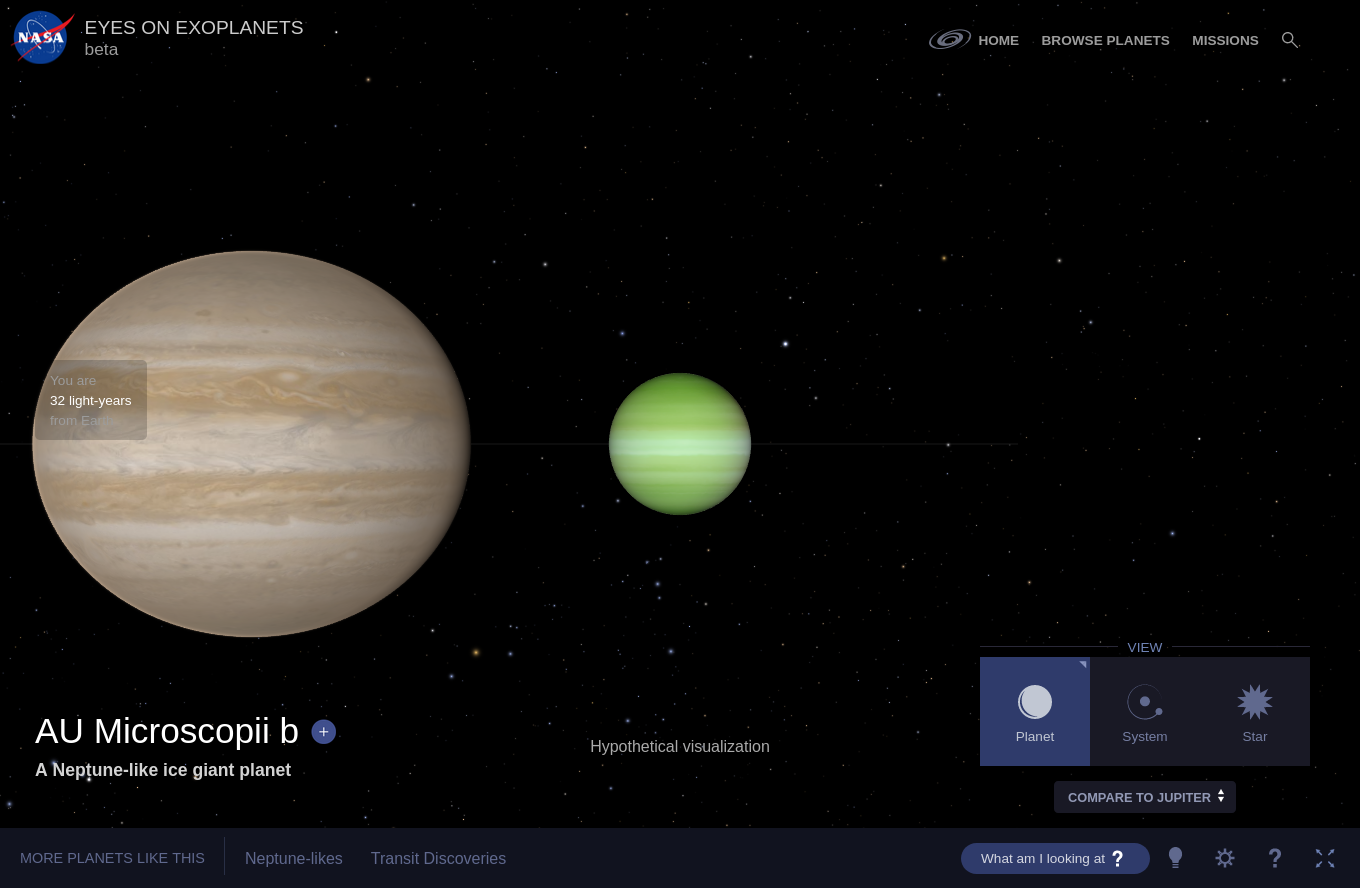 NASA
EYES ON EXOPLANETS
beta
HOME
BROWSE PLANETS
MISSIONS
You are
32 light-years
from Earth
VIEW
Planet
System
Star
AU Microscopii b +
A Neptune-like ice giant planet
Hypothetical visualization
COMPARE TO JUPITER
MORE PLANETS LIKE THIS
Neptune-likes
Transit Discoveries
What am I looking at ?
?